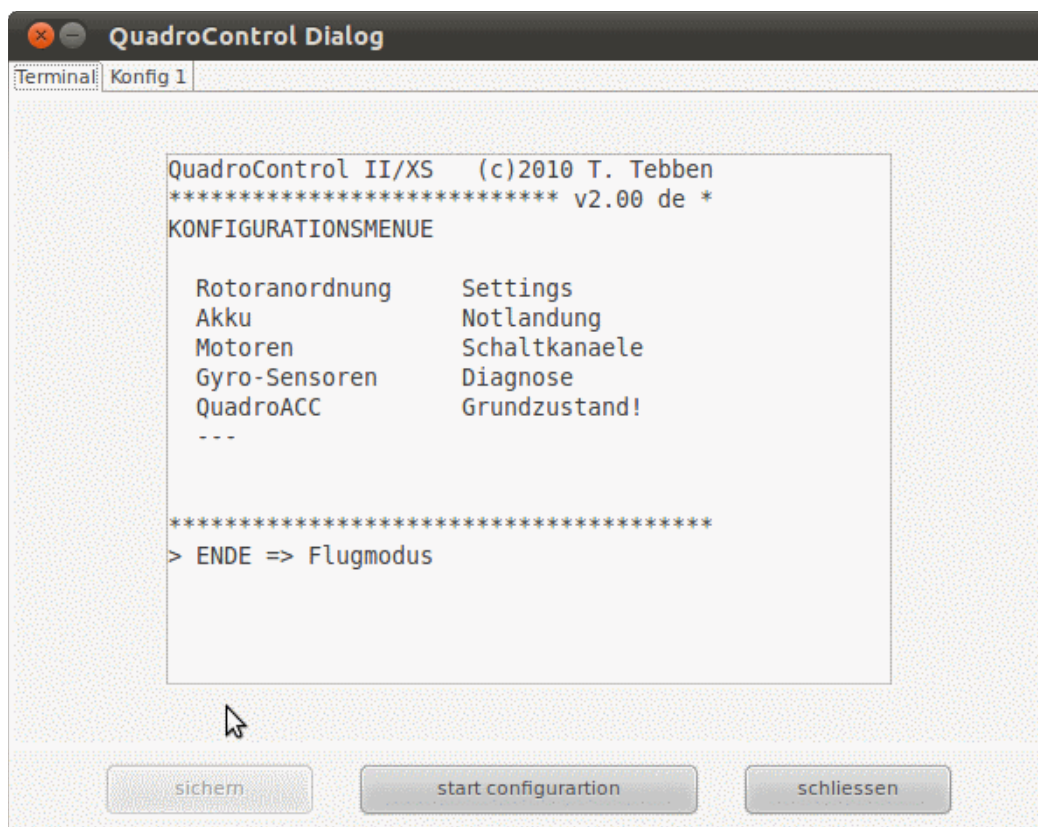 QuadroControl Dialog
Terminal Konfig 1
QuadroControl II/XS (c)2010 T. Tebben
**************************** v2.00 de *
KONFIGURATIONSMENUE
Rotoranordnung Settings
Akku Notlandung
Motoren Schaltkanaele
Gyro-Sensoren Diagnose
QuadroACC Grundzustand!
---
***************************************
> ENDE => Flugmodus
sichern start configurartion schliessen